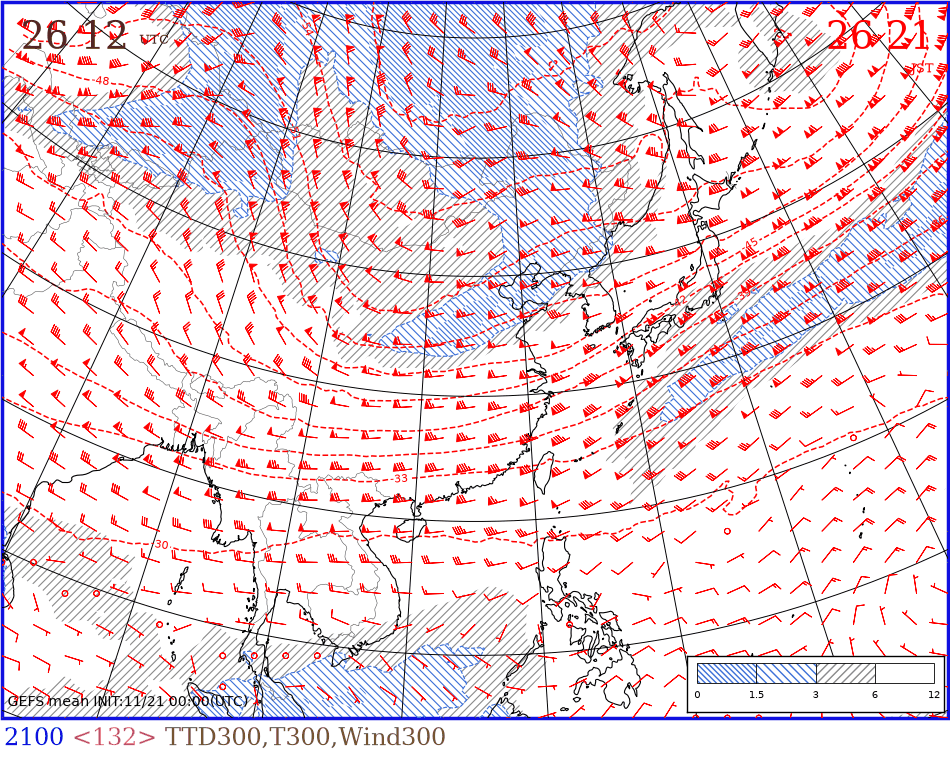 26 12 UTC
26 21
JST
-48
-45
-33
-30
GEFS mean INIT:11/21 00:00(UTC)
0 1.5 3 6 12
2100 <132> TTD300,T300,Wind300